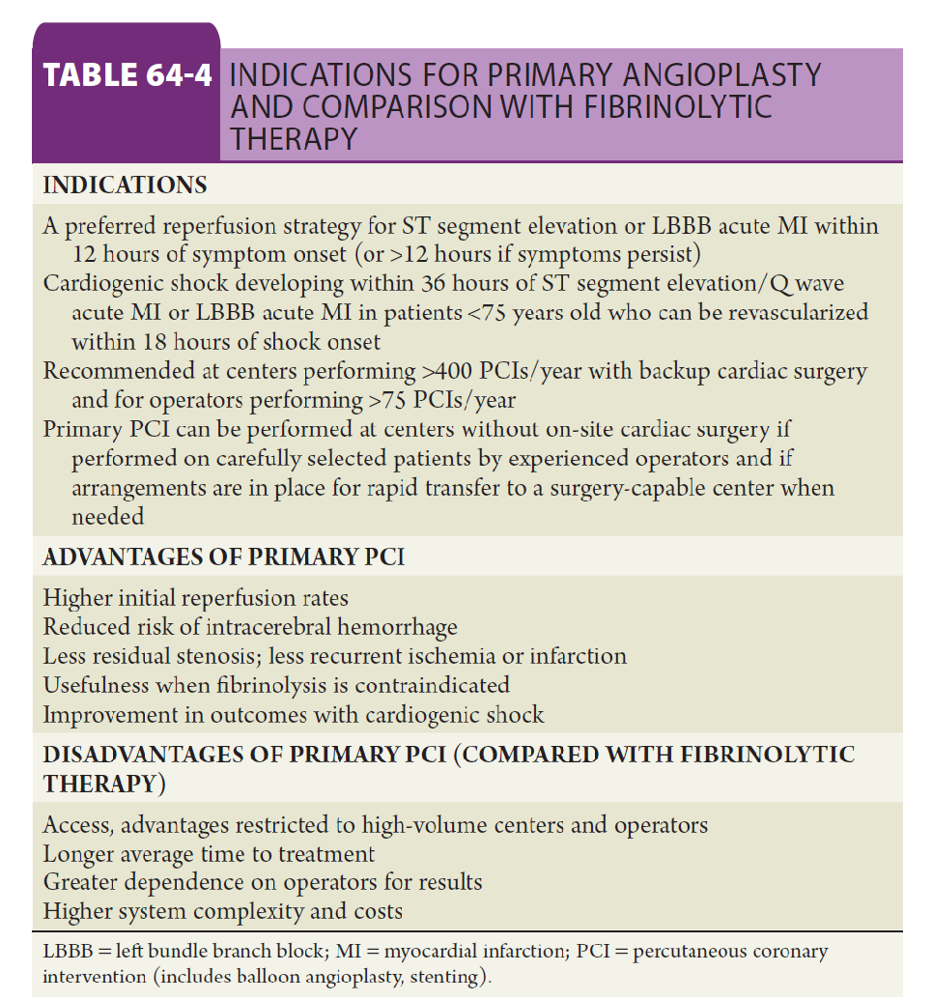 TABLE 64-4 INDICATIONS FOR PRIMARY ANGIOPLASTY
AND COMPARISON WITH FIBRINOLYTIC
THERAPY
INDICATIONS
A preferred reperfusion strategy for ST segment elevation or LBBB acute MI within
12 hours of symptom onset (or >12 hours if symptoms persist)
Cardiogenic shock developing within 36 hours of ST segment elevation/Q wave
acute MI or LBBB acute MI in patients <75 years old who can be revascularized
within 18 hours of shock onset
Recommended at centers performing >400 PCIs/year with backup cardiac surgery
and for operators performing >75 PCIs/year
Primary PCI can be performed at centers without on-site cardiac surgery if
performed on carefully selected patients by experienced operators and if
arrangements are in place for rapid transfer to a surgery-capable center when
needed
ADVANTAGES OF PRIMARY PCI
Higher initial reperfusion rates
Reduced risk of intracerebral hemorrhage
Less residual stenosis; less recurrent ischemia or infarction
Usefulness when fibrinolysis is contraindicated
Improvement in outcomes with cardiogenic shock
DISADVANTAGES OF PRIMARY PCI (COMPARED WITH FIBRINOLYTIC
THERAPY)
Access, advantages restricted to high-volume centers and operators
Longer average time to treatment
Greater dependence on operators for results
Higher system complexity and costs
LBBB = left bundle branch block; MI = myocardial infarction; PCI = percutaneous coronary
intervention (includes balloon angioplasty, stenting).